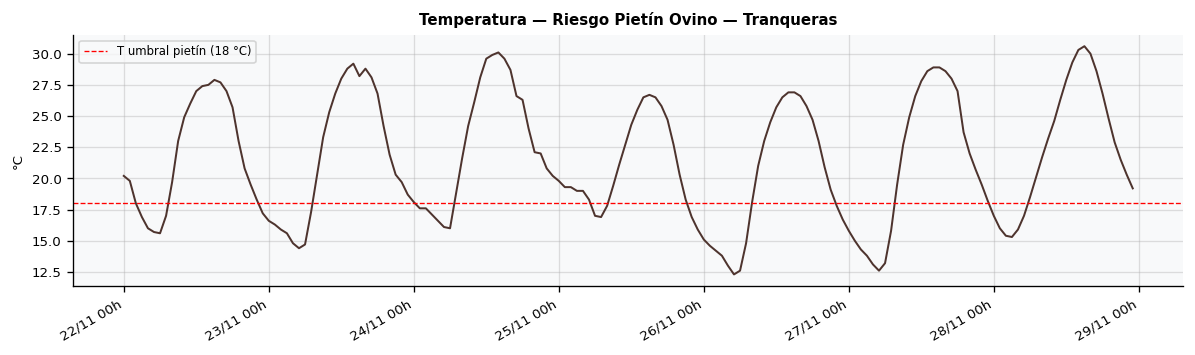 Temperatura — Riesgo Pietín Ovino — Tranqueras
T umbral pietín (18 °C)
°C
30.0
27.5
25.0
22.5
20.0
17.5
15.0
12.5
22/11 00h
23/11 00h
24/11 00h
25/11 00h
26/11 00h
27/11 00h
28/11 00h
29/11 00h